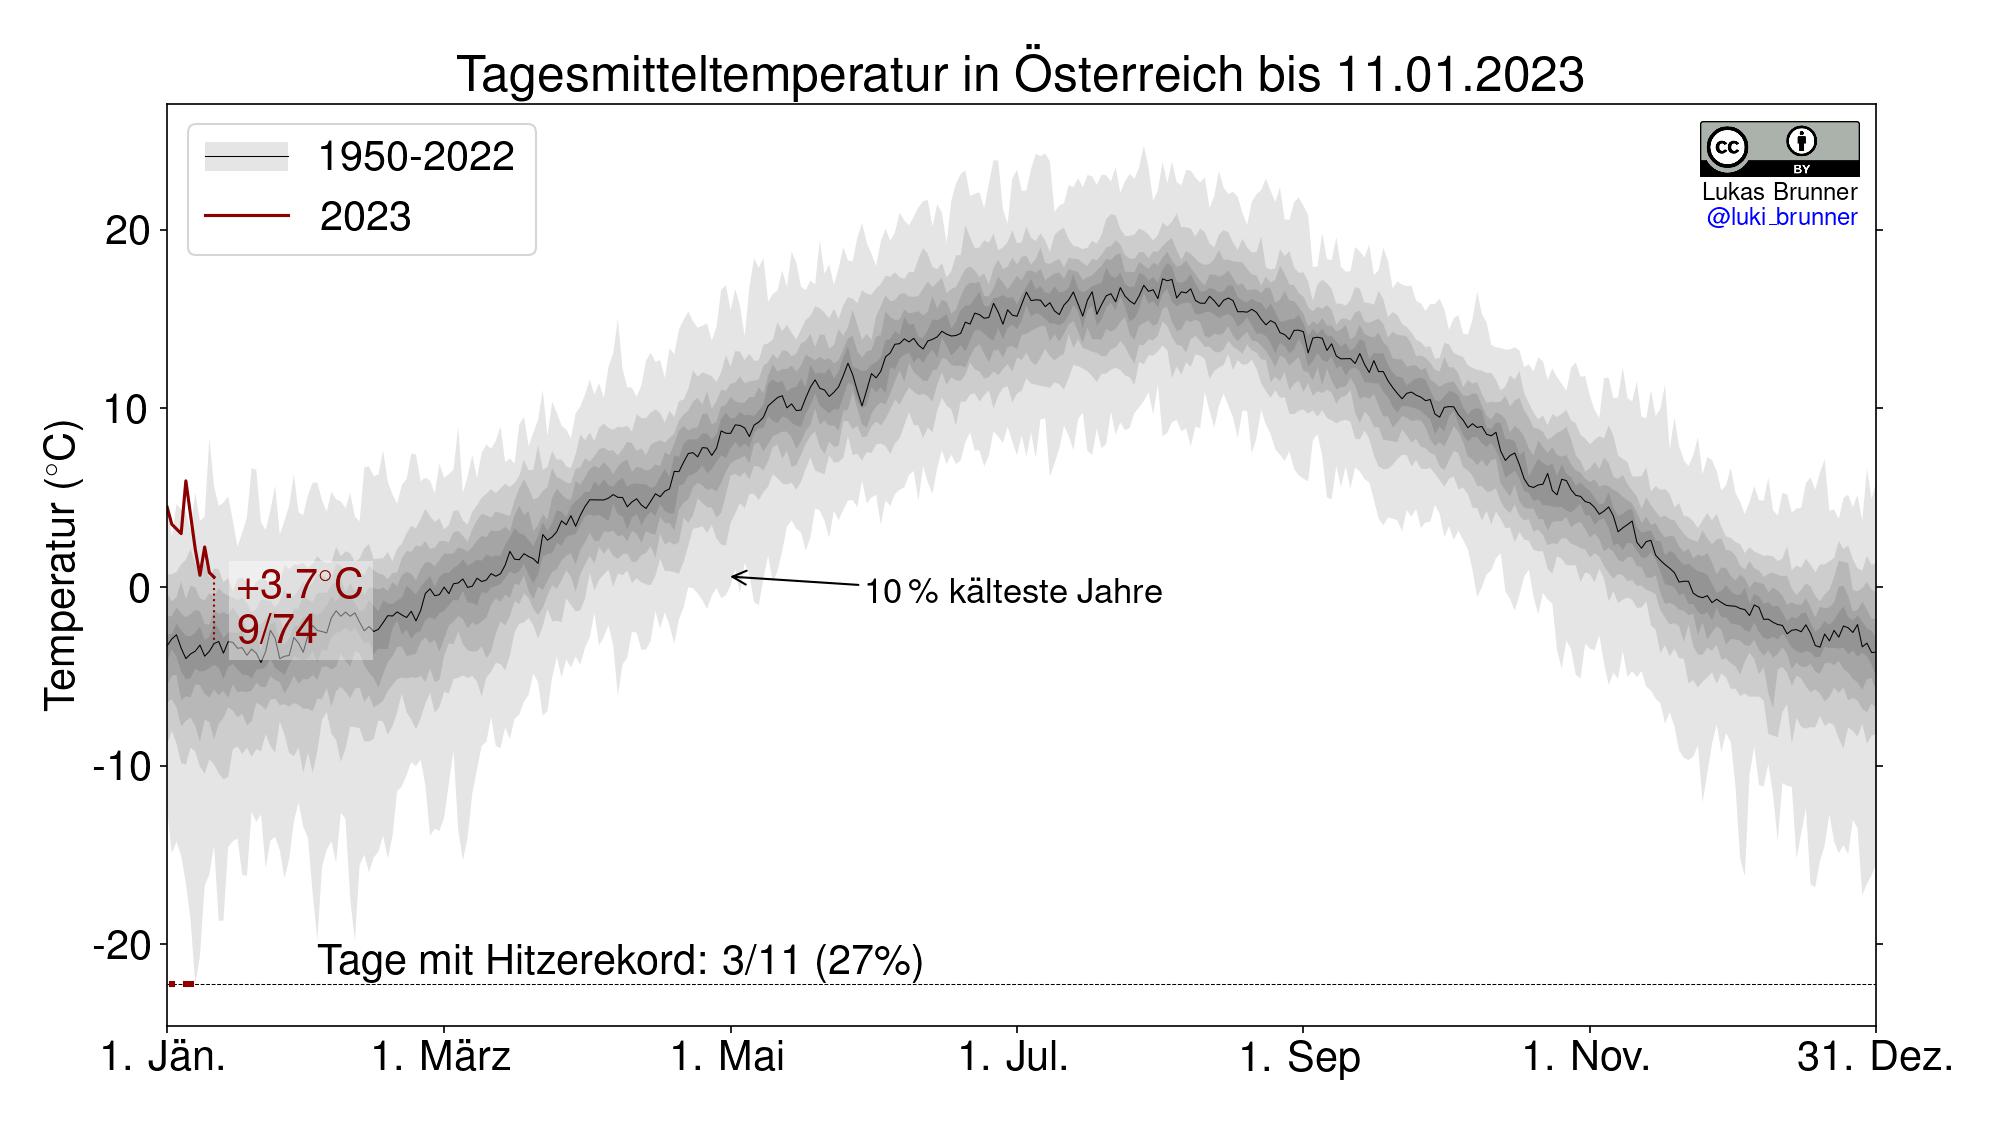 Tagesmitteltemperatur in Österreich bis 11.01.2023
1950-2022
2023
cc
BY
Lukas Brunner
@luki_brunner
Temperatur (°C)
20
10
0
-10
-20
+3.7°C
9/74
10 % kälteste Jahre
Tage mit Hitzerekord: 3/11 (27%)
1. Jän.
1. März
1. Mai
1. Jul.
1. Sep
1. Nov.
31. Dez.